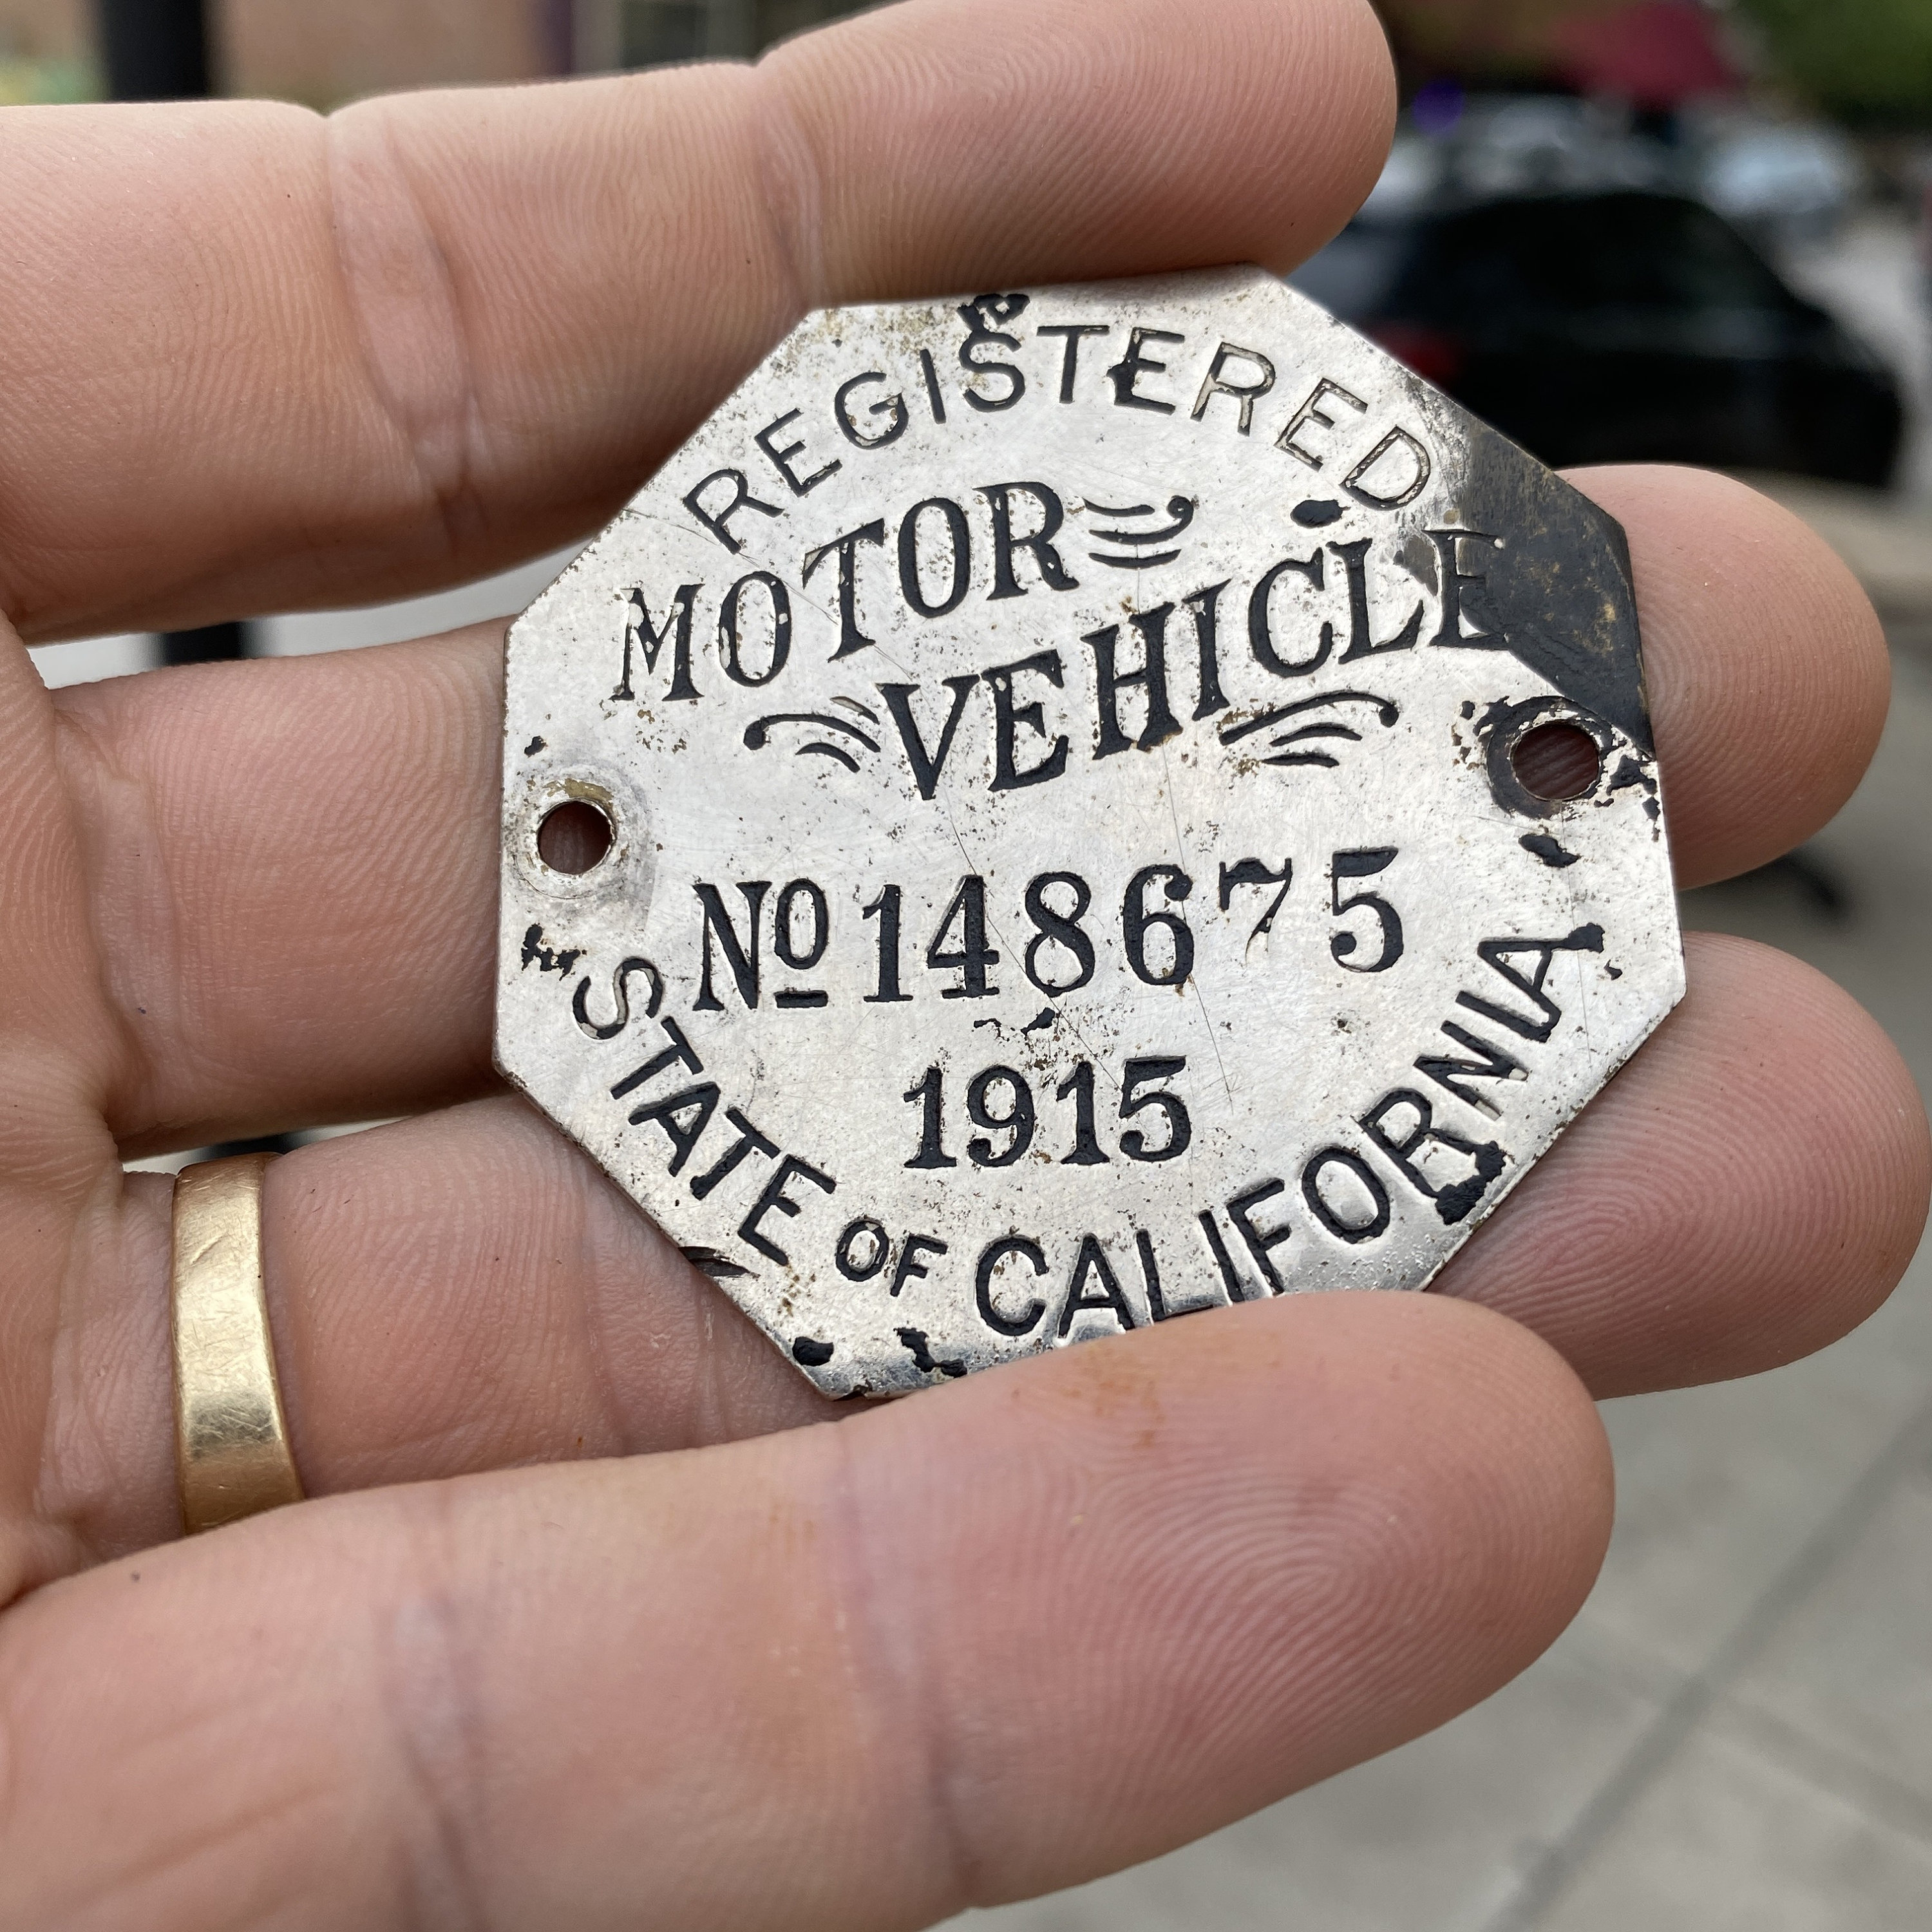 REGISTERED
MOTOR
VEHICLE
No 148675
1915
STATE OF CALIFORNIA